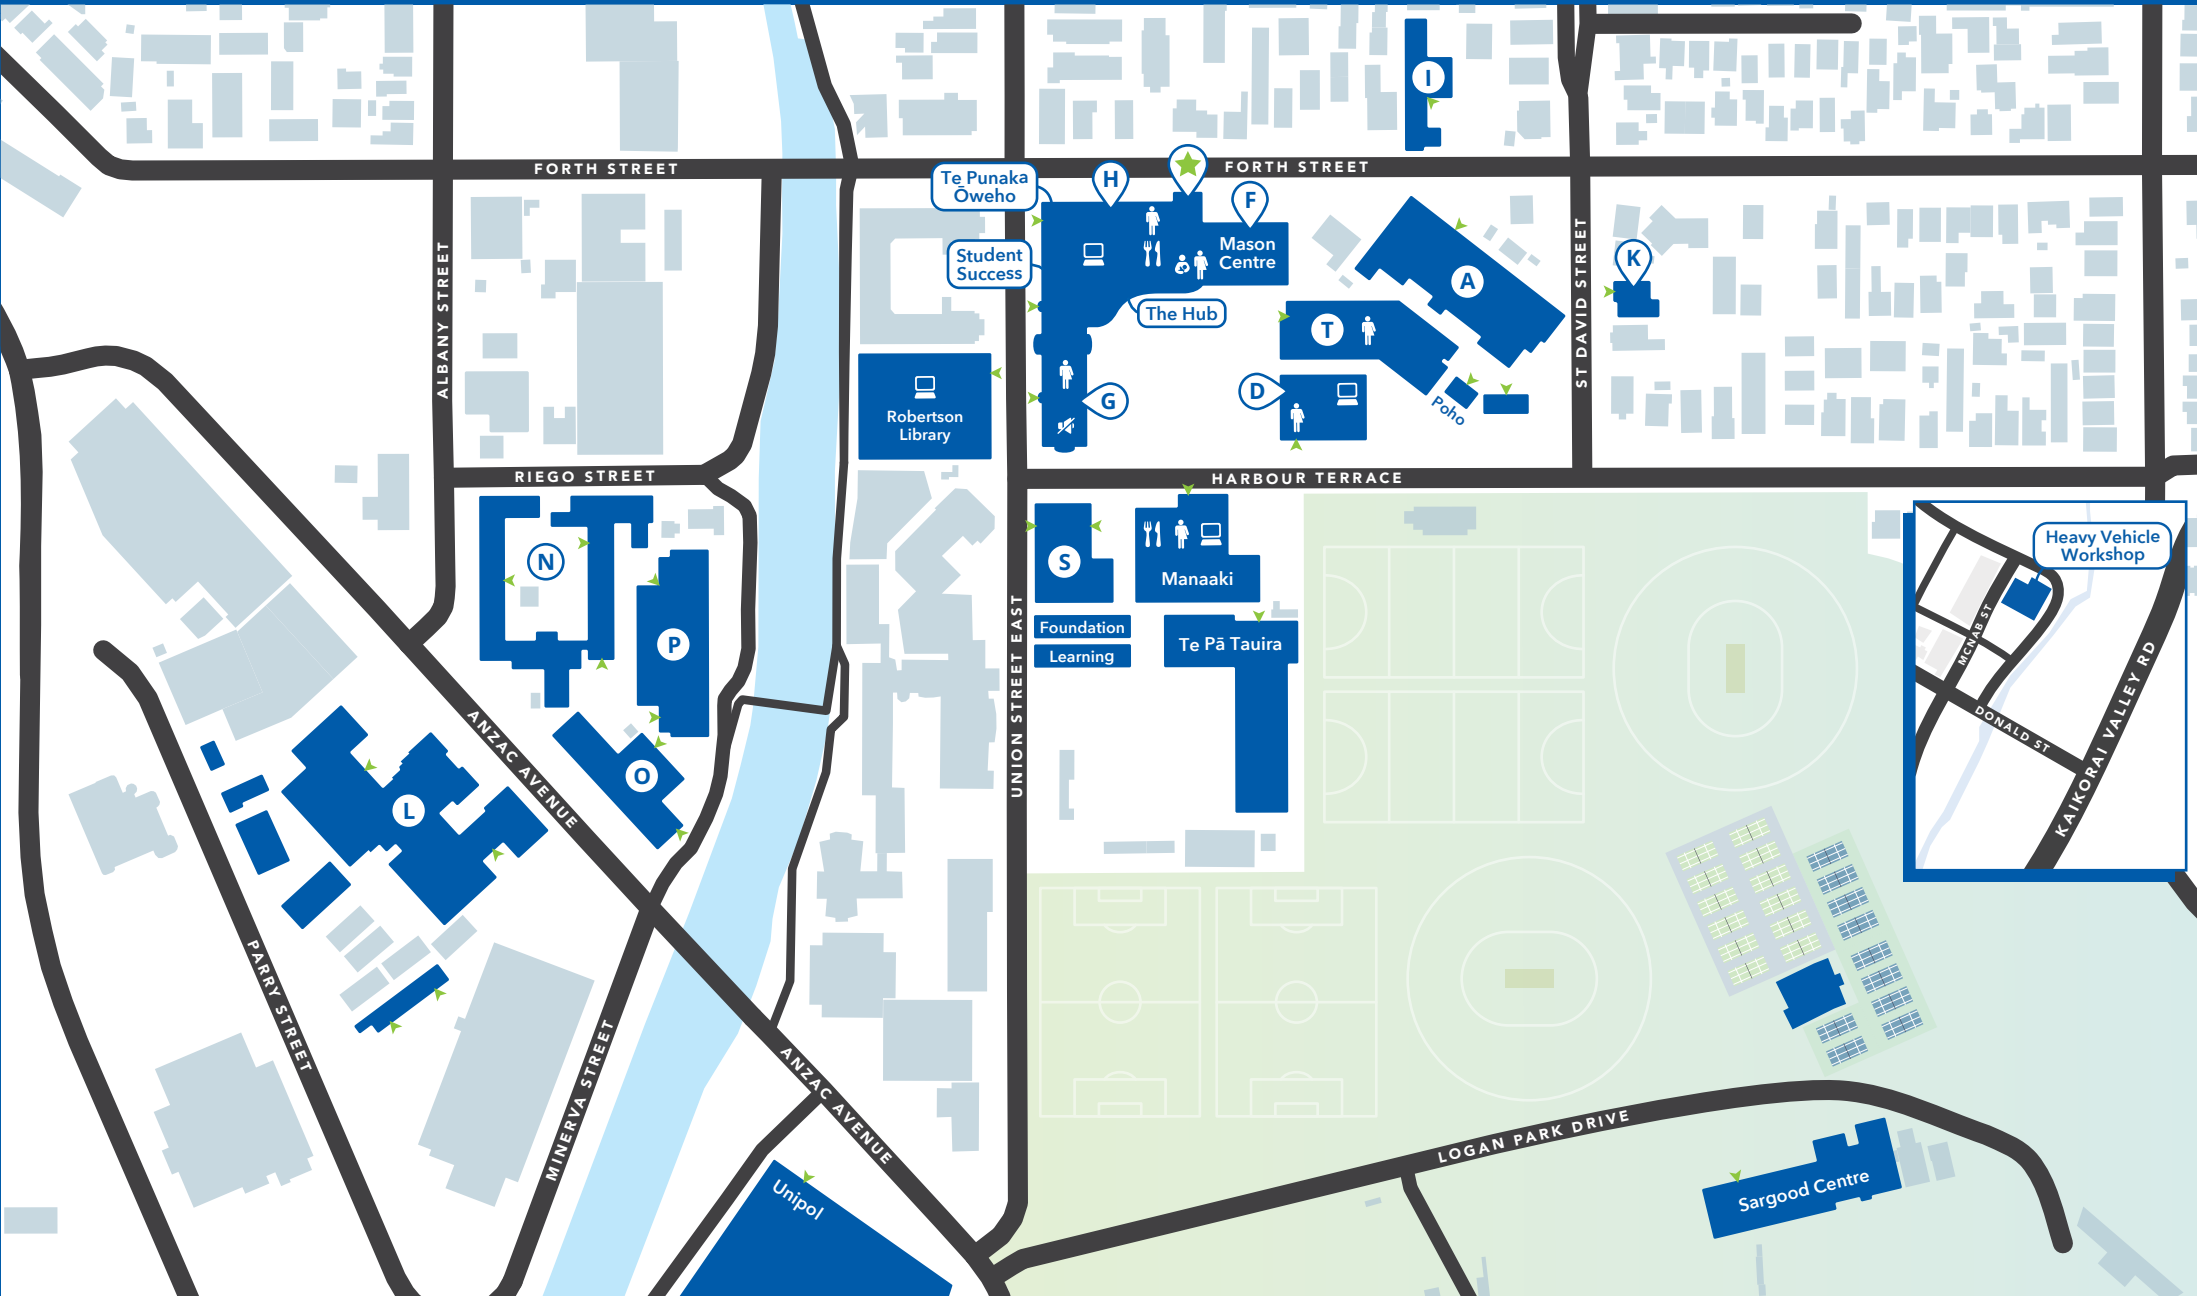 I
FORTH STREET
FORTH STREET
Te Punaka
Ōweho
H
F
Mason
Centre
Student
Success
The Hub
A
K
ALBANY STREET
ST DAVID STREET
T
D
G
Poho
Robertson
Library
RIEGO STREET
HARBOUR TERRACE
N
S
Manaaki
Heavy Vehicle
Workshop
MCNAB ST
DONALD ST
KAIKORAI VALLEY RD
P
Foundation
Learning
Te Pā Tauira
UNION STREET EAST
O
L
ANZAC AVENUE
PARRY STREET
MINERVA STREET
ANZAC AVENUE
LOGAN PARK DRIVE
Unipol
Sargood Centre